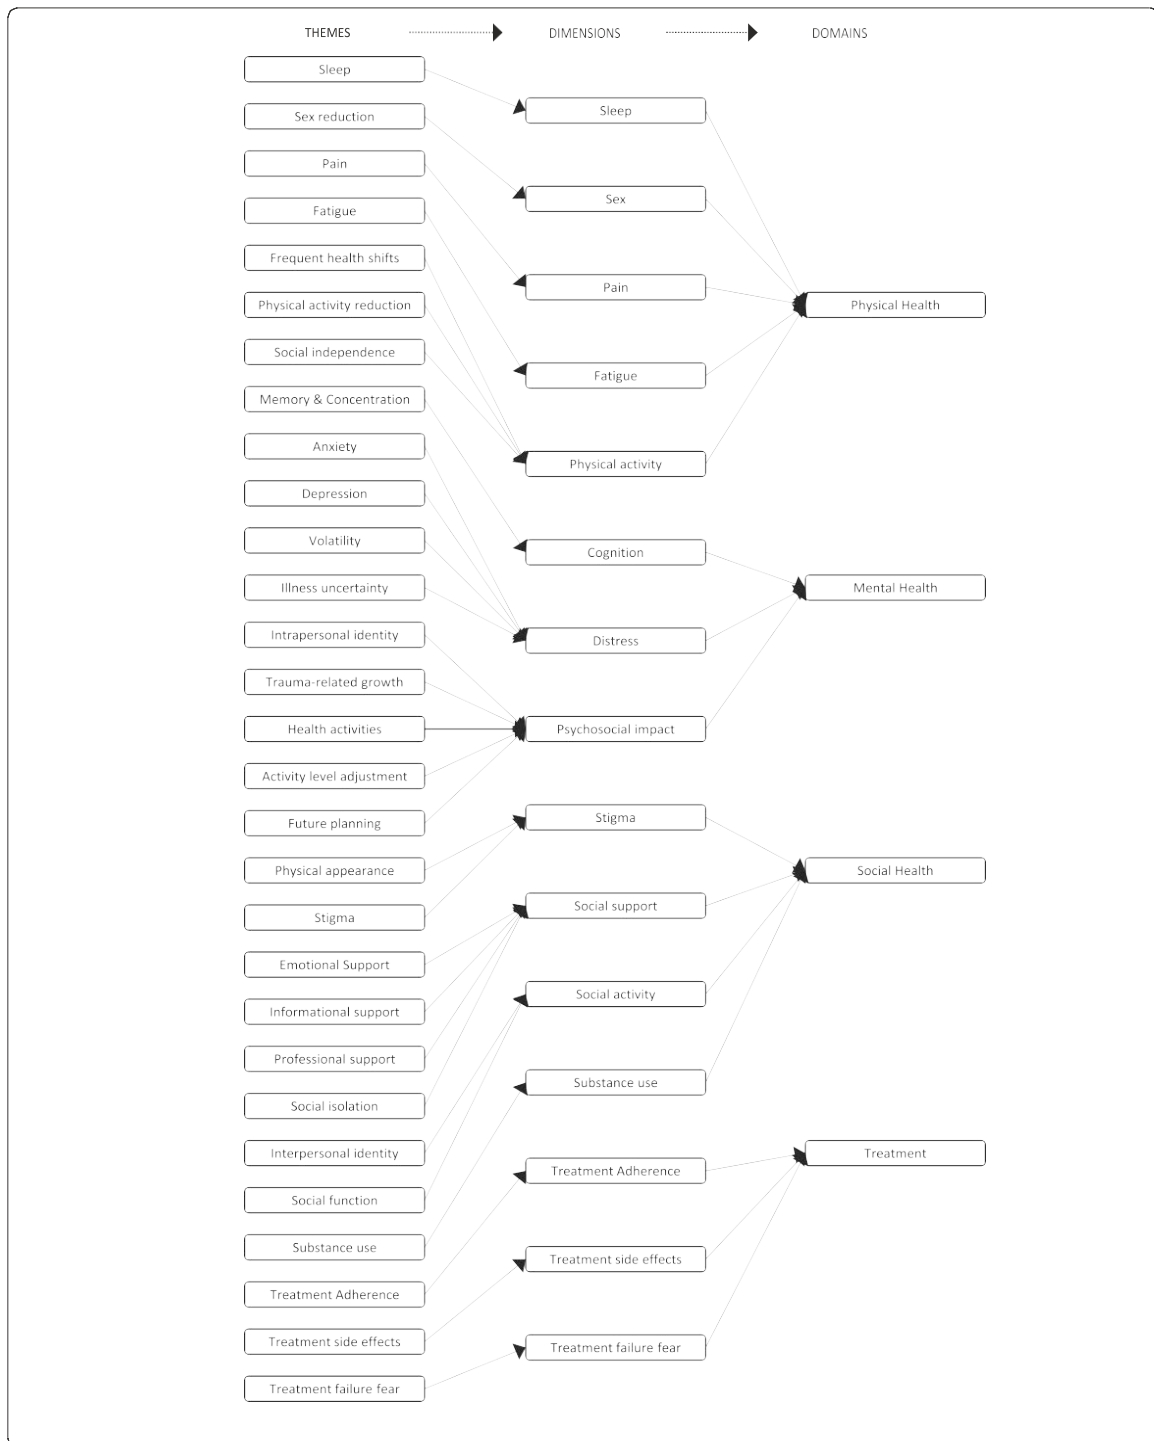 THEMES
DIMENSIONS
DOMAINS
Sleep
Sex reduction
Pain
Fatigue
Frequent health shifts
Physical activity reduction
Social independence
Memory & Concentration
Anxiety
Depression
Volatility
Illness uncertainty
Intrapersonal identity
Trauma-related growth
Health activities
Activity level adjustment
Future planning
Physical appearance
Stigma
Emotional Support
Informational support
Professional support
Social isolation
Interpersonal identity
Social function
Substance use
Treatment Adherence
Treatment side effects
Treatment failure fear
Sleep
Sex
Pain
Fatigue
Physical activity
Cognition
Distress
Psychosocial impact
Stigma
Social support
Social activity
Substance use
Treatment Adherence
Treatment side effects
Treatment failure fear
Physical Health
Mental Health
Social Health
Treatment